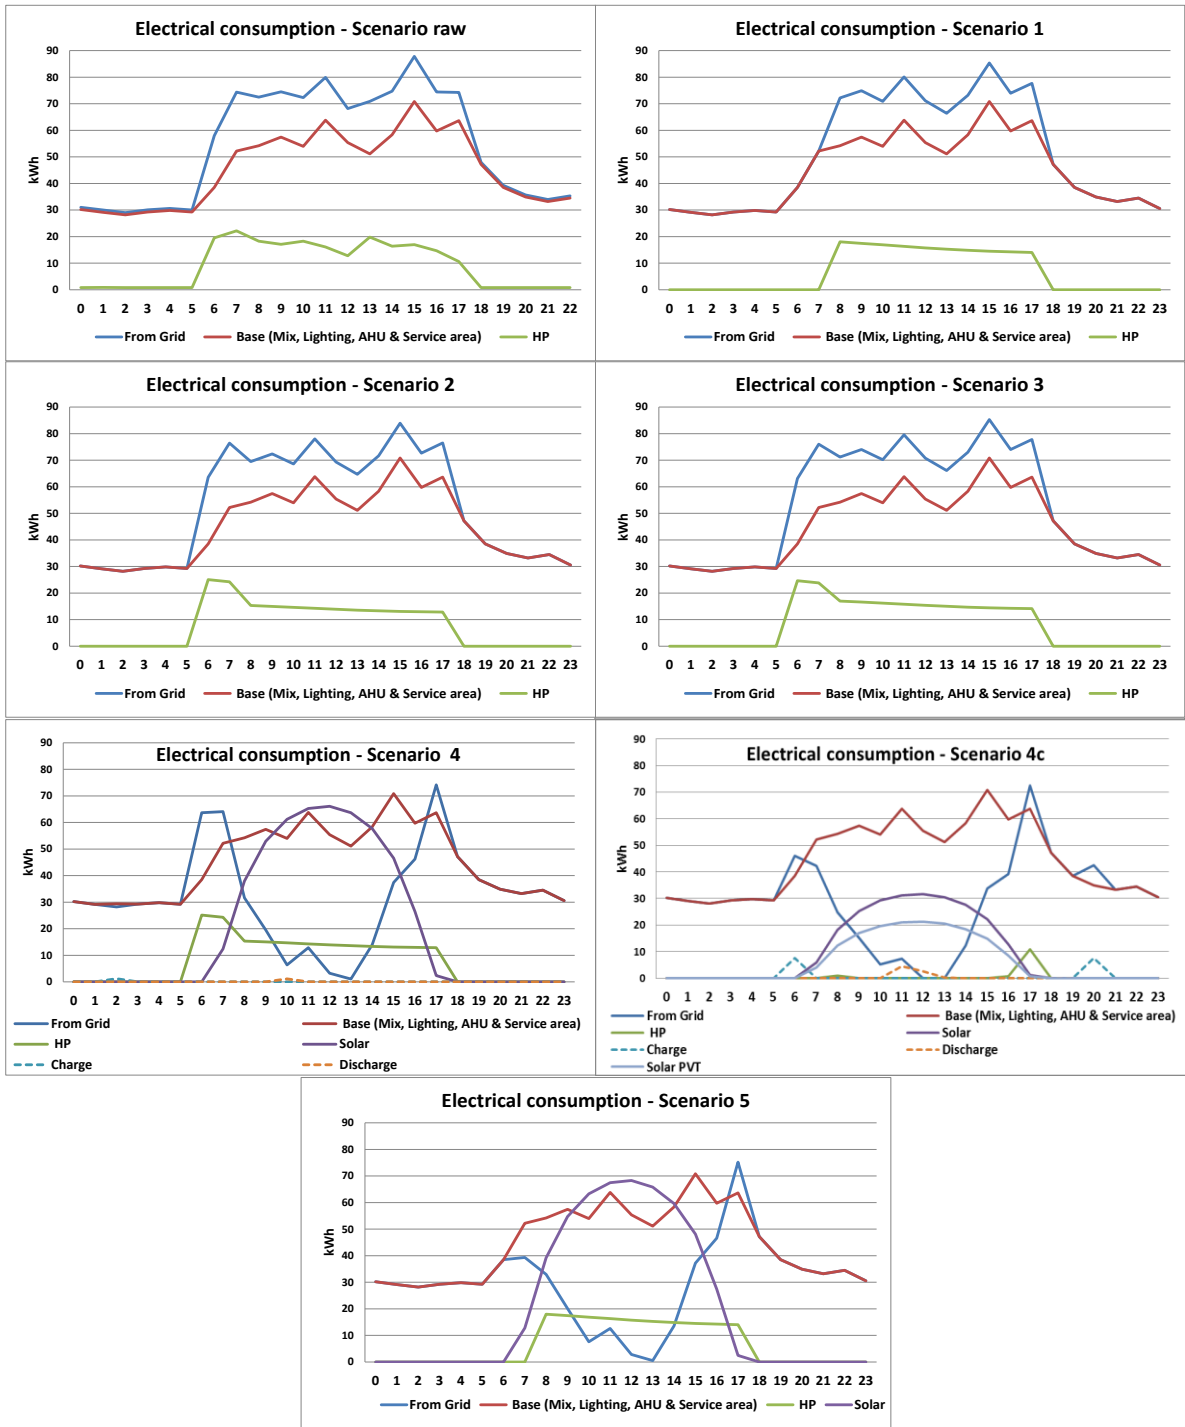 Electrical consumption - Scenario raw
90
80
70
60
50
40
30
20
10
0
kWh
0 1 2 3 4 5 6 7 8 9 10 11 12 13 14 15 16 17 18 19 20 21 22
From Grid Base (Mix, Lighting, AHU & Service area) HP
Electrical consumption - Scenario 1
90
80
70
60
50
40
30
20
10
0
kWh
0 1 2 3 4 5 6 7 8 9 10 11 12 13 14 15 16 17 18 19 20 21 22 23
From Grid Base (Mix, Lighting, AHU & Service area) HP
Electrical consumption - Scenario 2
90
80
70
60
50
40
30
20
10
0
kWh
0 1 2 3 4 5 6 7 8 9 10 11 12 13 14 15 16 17 18 19 20 21 22 23
From Grid Base (Mix, Lighting, AHU & Service area) HP
Electrical consumption - Scenario 3
90
80
70
60
50
40
30
20
10
0
kWh
0 1 2 3 4 5 6 7 8 9 10 11 12 13 14 15 16 17 18 19 20 21 22 23
From Grid Base (Mix, Lighting, AHU & Service area) HP
Electrical consumption - Scenario 4
90
80
70
60
50
40
30
20
10
0
kWh
0 1 2 3 4 5 6 7 8 9 10 11 12 13 14 15 16 17 18 19 20 21 22 23
From Grid Base (Mix, Lighting, AHU & Service area)
HP Solar
Charge Discharge
Electrical consumption - Scenario 4c
90
80
70
60
50
40
30
20
10
0
kWh
0 1 2 3 4 5 6 7 8 9 10 11 12 13 14 15 16 17 18 19 20 21 22 23
From Grid Base (Mix, Lighting, AHU & Service area)
HP Solar
Charge Discharge
Solar PVT
Electrical consumption - Scenario 5
90
80
70
60
50
40
30
20
10
0
kWh
0 1 2 3 4 5 6 7 8 9 10 11 12 13 14 15 16 17 18 19 20 21 22 23
From Grid Base (Mix, Lighting, AHU & Service area) HP Solar